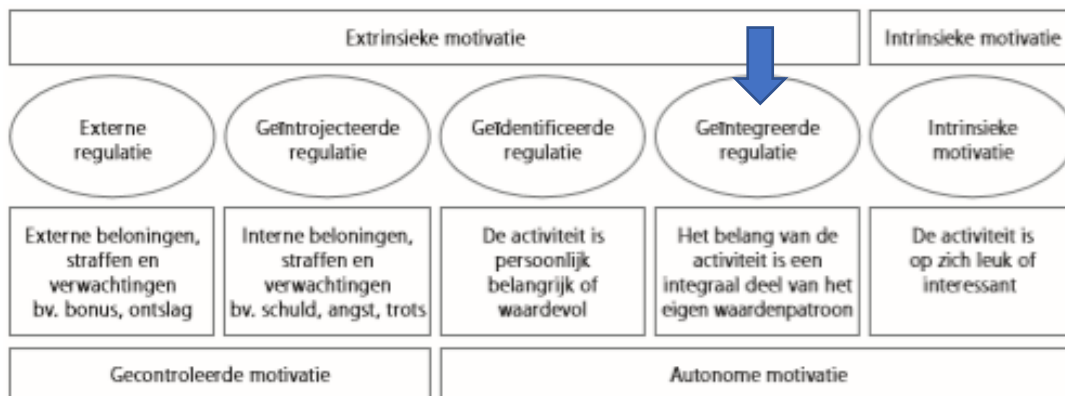 Extrinsieke motivatie
Intrinsieke motivatie
Externe
regulatie
Geïntrojecteerde
regulatie
Geïdentificeerde
regulatie
Geïntegreerde
regulatie
Intrinsieke
motivatie
Externe beloningen,
straffen en
verwachtingen
bv. bonus, ontslag
Interne beloningen,
straffen en
verwachtingen
bv. schuld, angst, trots
De activiteit is
persoonlijk
belangrijk of
waardevol
Het belang van de
activiteit is een
integraal deel van het
eigen waardenpatroon
De activiteit is
op zich leuk of
interessant
Gecontroleerde motivatie
Autonome motivatie